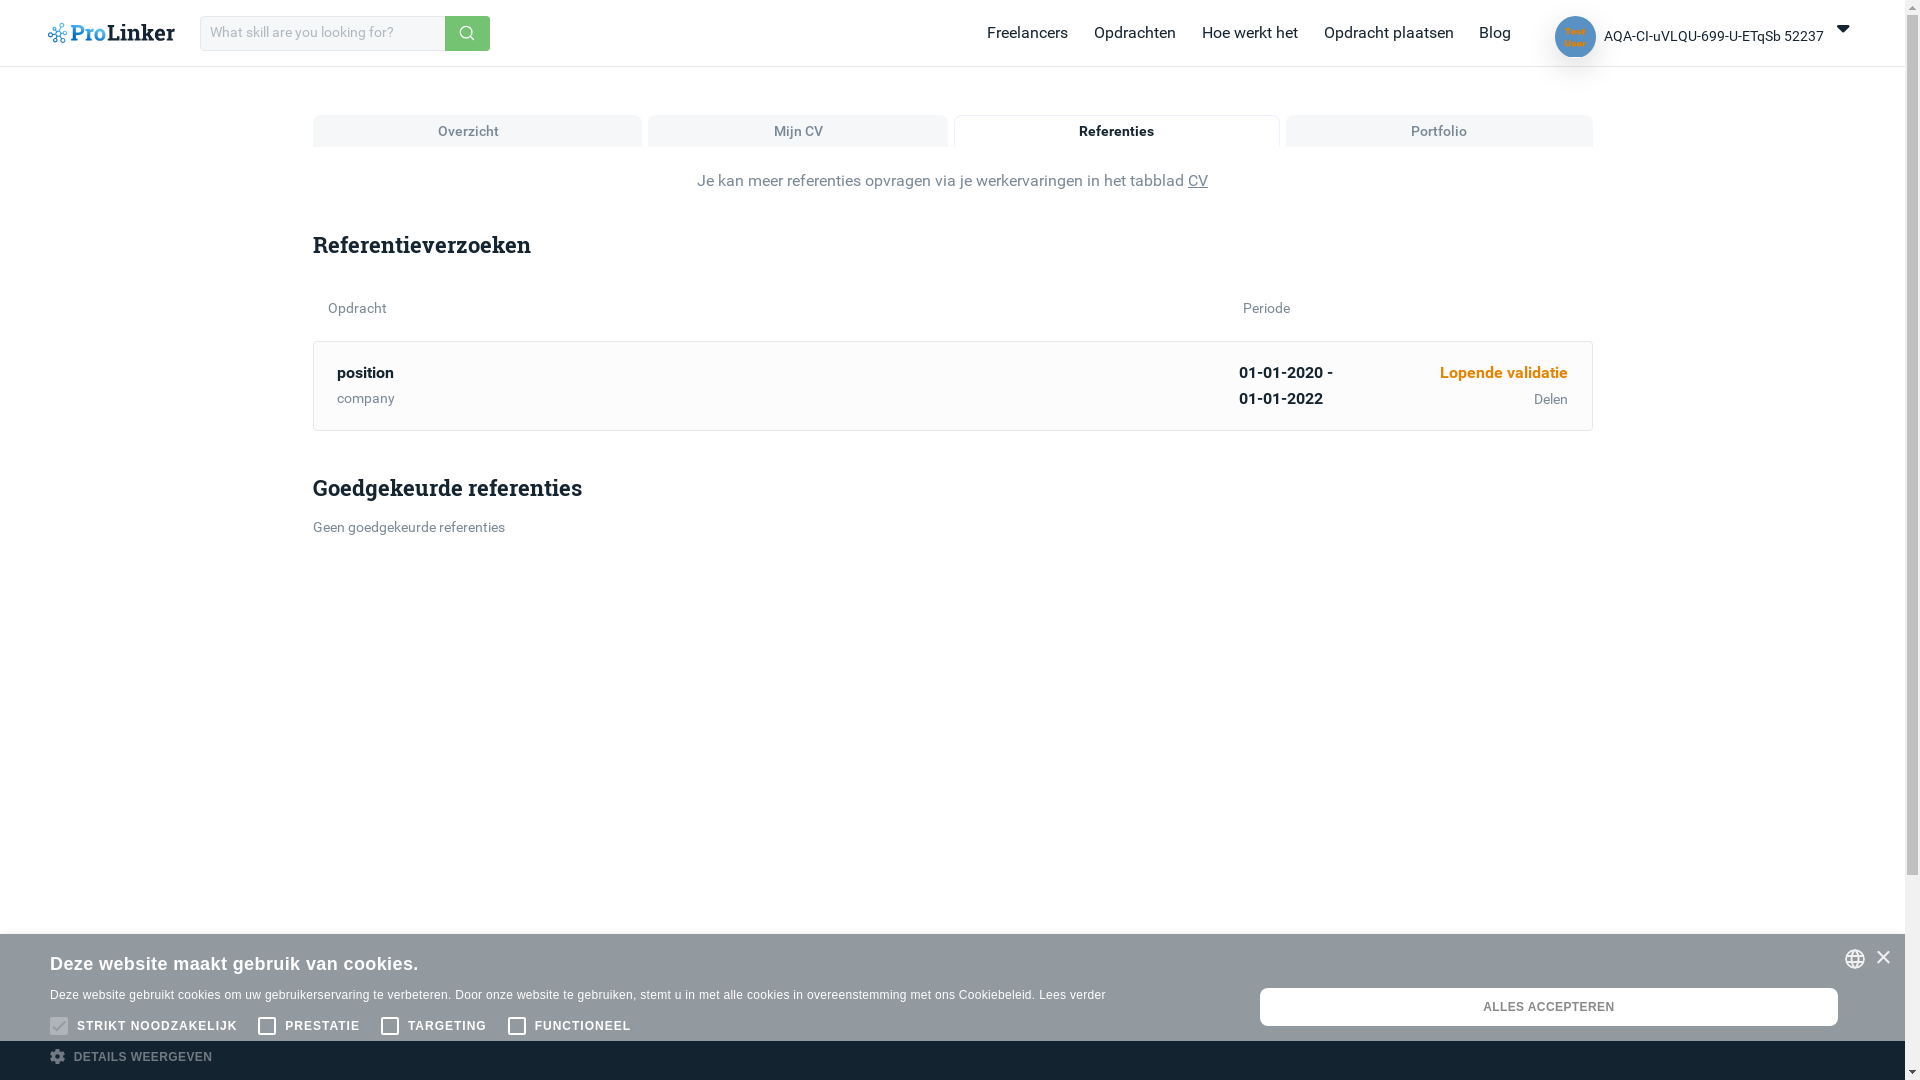 ProLinker
What skill are you looking for?
Freelancers
Opdrachten
Hoe werkt het
Opdracht plaatsen
Blog
Test User
AQA-CI-uVLQU-699-U-ETqSb 52237
Overzicht
Mijn CV
Referenties
Portfolio
Je kan meer referenties opvragen via je werkervaringen in het tabblad CV
Referentieverzoeken
Opdracht
Periode
position
01-01-2020 -
Lopende validatie
company
01-01-2022
Delen
Goedgekeurde referenties
Geen goedgekeurde referenties
Deze website maakt gebruik van cookies.
Deze website gebruikt cookies om uw gebruikerservaring te verbeteren. Door onze website te gebruiken, stemt u in met alle cookies in overeenstemming met ons Cookiebeleid. Lees verder
ALLES ACCEPTEREN
STRIKT NOODZAKELIJK
PRESTATIE
TARGETING
FUNCTIONEEL
DETAILS WEERGEVEN